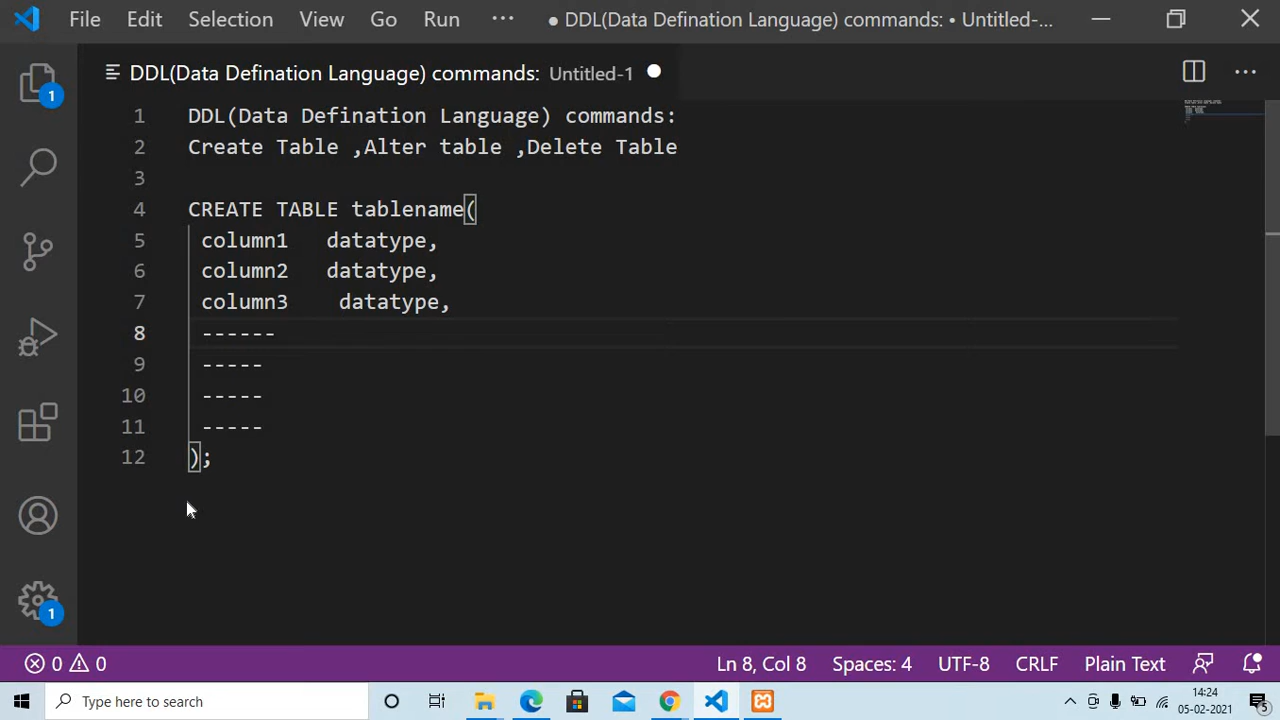 File Edit Selection View Go Run ··· ● DDL(Data Defination Language) commands: • Untitled-...
DDL(Data Defination Language) commands: Untitled-1
1 DDL(Data Defination Language) commands:
2 Create Table ,Alter table ,Delete Table
3
4 CREATE TABLE tablename(
5 column1 datatype,
6 column2 datatype,
7 column3 datatype,
8 ------
9 -----
10 -----
11 -----
12 );
1
1
0 0 Ln 8, Col 8 Spaces: 4 UTF-8 CRLF Plain Text
Type here to search 14:24
05-02-2021 5